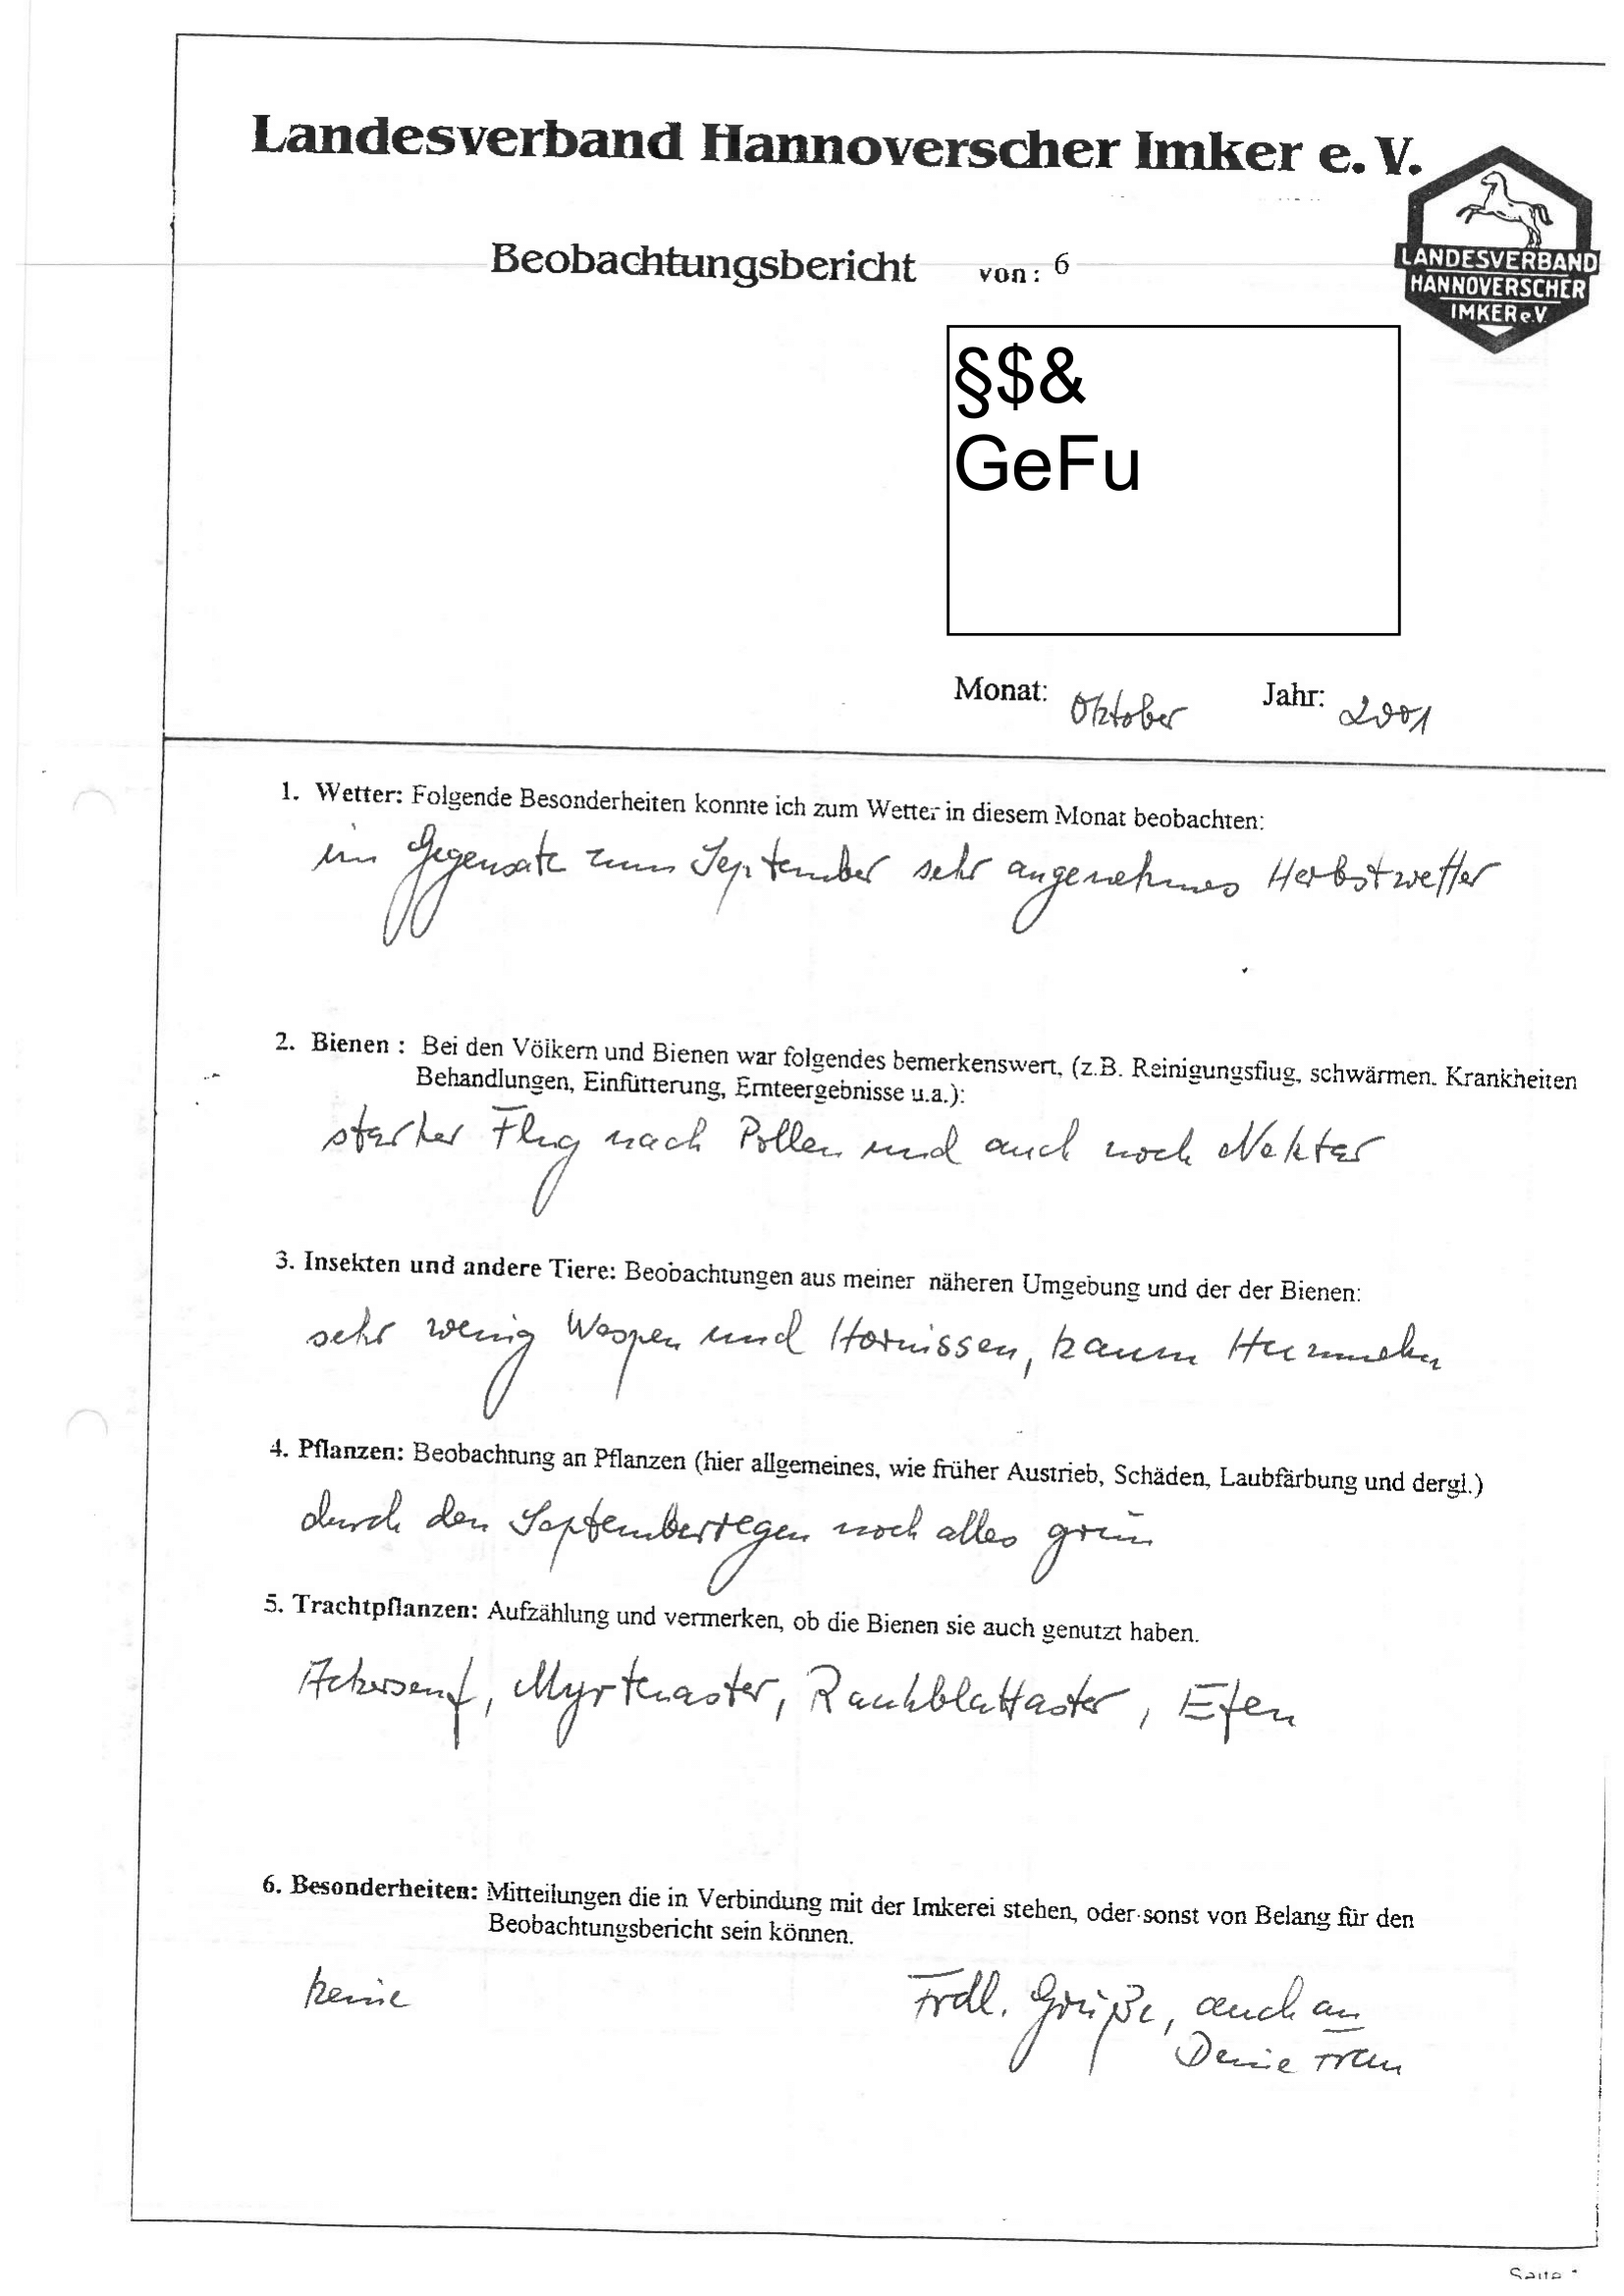 Landesverband Hannoverscher Imker e. V.
LANDESVERBAND
HANNOVERSCHER
IMKER e.V.
Beobachtungsbericht von: 6
§$&
GeFu
Monat: Oktober Jahr: 2001
1. Wetter: Folgende Besonderheiten konnte ich zum Wetter in diesem Monat beobachten:
im Gegensatz zum September sehr angenehmes Herbstwetter
2. Bienen : Bei den Völkern und Bienen war folgendes bemerkenswert, (z.B. Reinigungsflug, schwärmen. Krankheiten
Behandlungen, Einfütterung, Ernteergebnisse u.a.):
starker Flug nach Pollen und auch noch Nektar
3. Insekten und andere Tiere: Beobachtungen aus meiner näheren Umgebung und der der Bienen:
sehr wenig Wespen und Hornissen, kaum Hummeln
4. Pflanzen: Beobachtung an Pflanzen (hier allgemeines, wie früher Austrieb, Schäden, Laubfärbung und dergl.)
durch den Septemberregen noch alles grün
5. Trachtpflanzen: Aufzählung und vermerken, ob die Bienen sie auch genutzt haben.
Ackersenf, Myrtenaster, Rauhblattaster, Efeu
6. Besonderheiten: Mitteilungen die in Verbindung mit der Imkerei stehen, oder sonst von Belang für den
Beobachtungsbericht sein können.
keine
Frdl. Grüße, auch an
Deine Frau
Seite